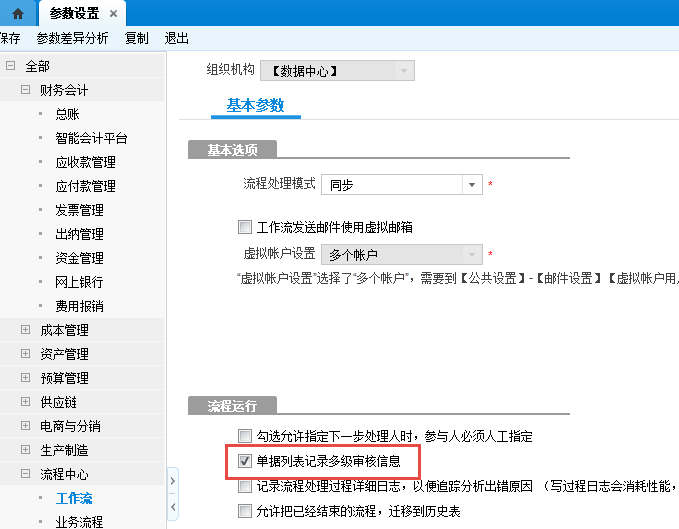 参数设置
保存 参数差异分析 复制 退出
全部
财务会计
总账
智能会计平台
应收款管理
应付款管理
发票管理
出纳管理
资金管理
网上银行
费用报销
成本管理
资产管理
预算管理
供应链
电商与分销
生产制造
流程中心
工作流
业务流程
组织机构 【数据中心】
基本参数
基本选项
流程处理模式 同步 *
工作流发送邮件使用虚拟邮箱
虚拟帐户设置 多个帐户 *
“虚拟帐户设置”选择了“多个帐户”，需要到【公共设置】-【邮件设置】【虚拟帐户用
流程运行
勾选允许指定下一步处理人时，参与人必须人工指定
单据列表记录多级审核信息
记录流程处理过程详细日志，以便追踪分析出错原因 （写过程日志会消耗性能，
允许把已经结束的流程，迁移到历史表